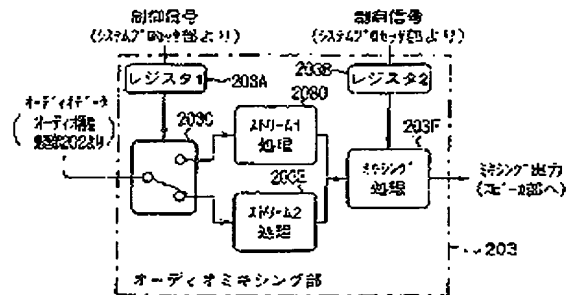 制御信号
(システムプロセッサ部より)
制御信号
(システムプロセッサ部より)
レジスタ1
203A
203B
レジスタ2
オーディオデータ
オーディオ
202より
203C
203D
ストリーム1
処理
203E
ストリーム2
処理
203F
ミキシング
処理
ミキシング出力
(スピーカ部へ)
203
オーディオミキシング部